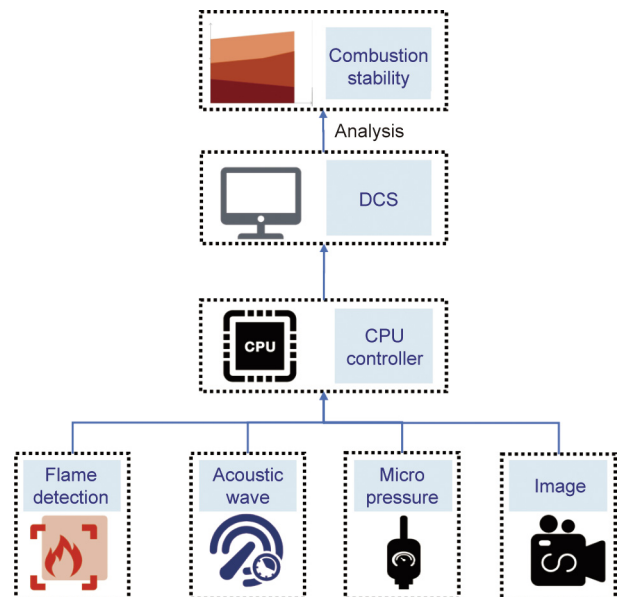 Combustion
stability
Analysis
DCS
CPU
CPU
controller
Flame
detection
Acoustic
wave
Micro
pressure
Image